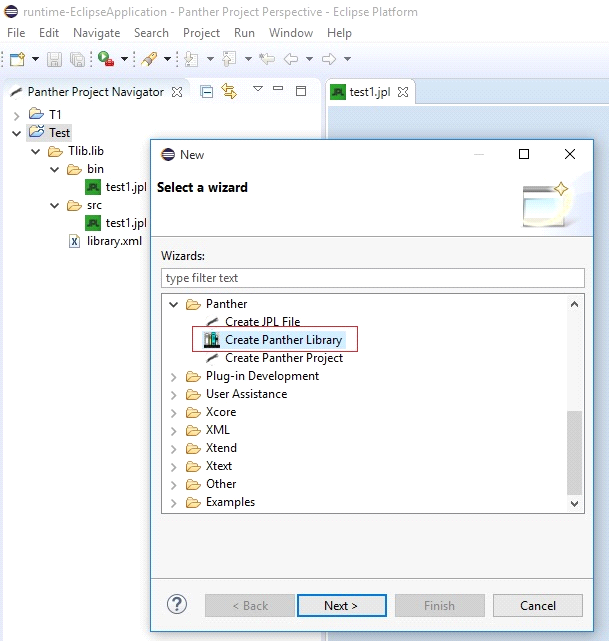 runtime-EclipseApplication - Panther Project Perspective - Eclipse Platform
File Edit Navigate Search Project Run Window Help
Panther Project Navigator
test1.jpl
T1
Test
Tlib.lib
bin
JPL test1.jpl
src
JPL test1.jpl
X library.xml
New
Select a wizard
Wizards:
type filter text
Panther
Create JPL File
Create Panther Library
Create Panther Project
Plug-in Development
User Assistance
Xcore
XML
Xtend
Xtext
Other
Examples
? < Back Next > Finish Cancel